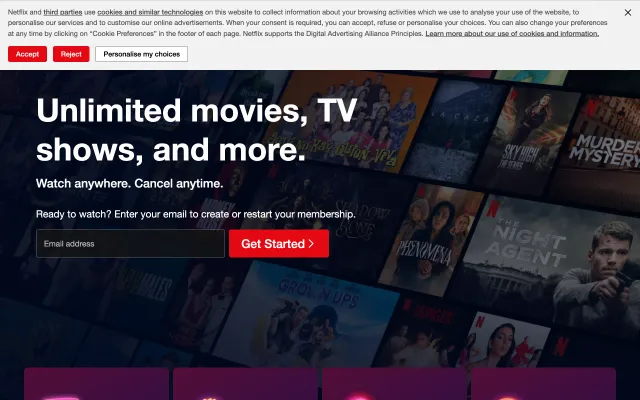 Netflix and third parties use cookies and similar technologies on this website to collect information about your browsing activities which we use to analyse your use of the website, to
personalise our services and to customise our online advertisements. When your consent is required, you can accept, refuse or personalise your choices. You can also change your preferences
at any time by clicking on “Cookie Preferences” in the footer of each page. Netflix supports the Digital Advertising Alliance Principles. Learn more about our use of cookies and information.
Accept
Reject
Personalise my choices
Unlimited movies, TV
shows, and more.
Watch anywhere. Cancel anytime.
Ready to watch? Enter your email to create or restart your membership.
Email address
Get Started
LA CAZA
SKY HIGH
MURDER
MYSTERY
SHADOW
BONE
PHENOMENA
THE
NIGHT
AGENT
GROWN UPS